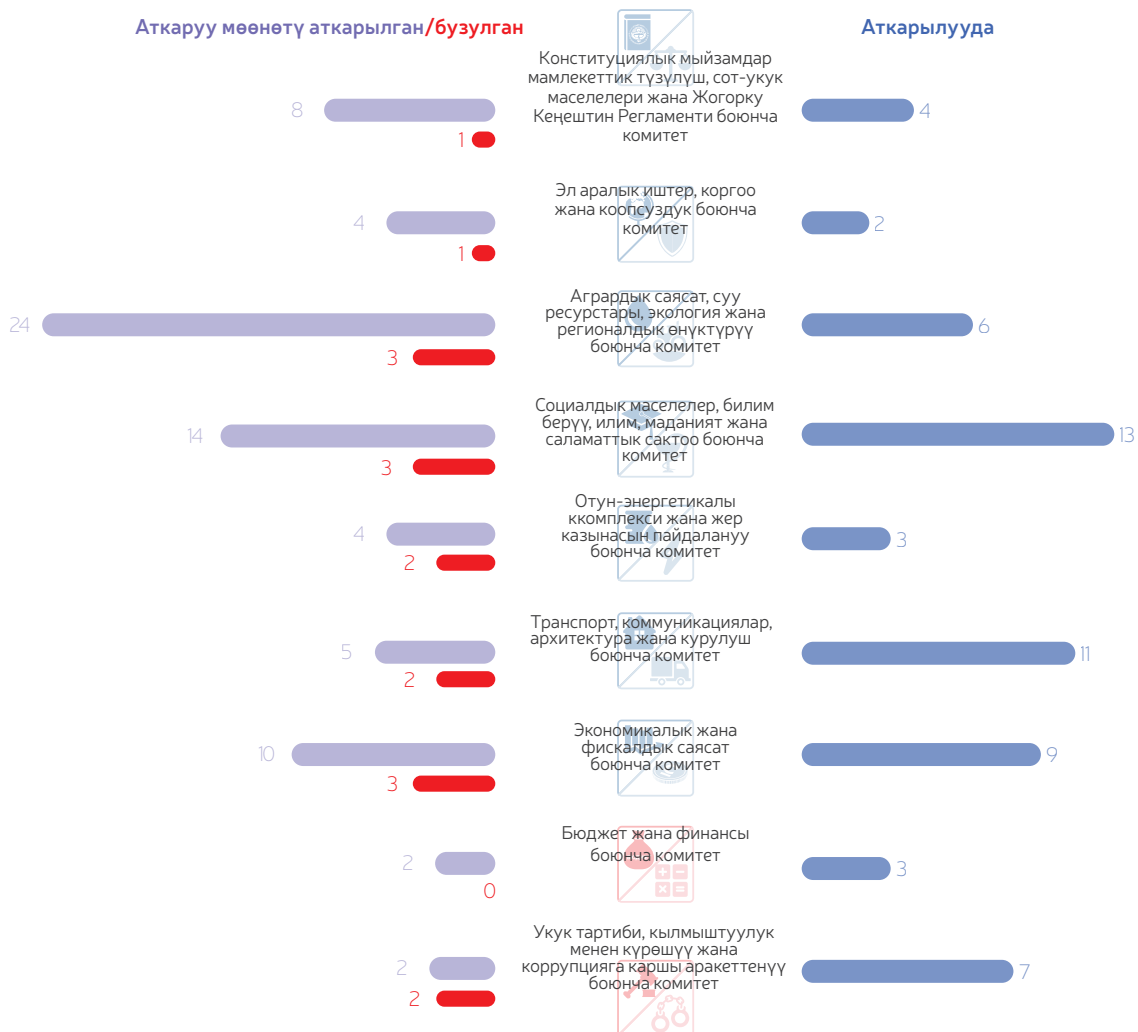 Аткаруу мөөнөтү аткарылган/бузулган
Аткарылууда
Конституциялык мыйзамдар
мамлекеттик түзүлүш, сот-укук
маселелери жана Жогорку
Кеңештин Регламенти боюнча
комитет
8
1
4
Эл аралык иштер, коргоо
жана коопсуздук боюнча
комитет
4
1
2
Агрардык саясат, суу
ресурстары, экология жана
регионалдык өнүктүрүү
боюнча комитет
24
3
6
Социалдык маселелер, билим
берүү, илим, маданият жана
саламаттык сактоо боюнча
комитет
14
3
13
Отун-энергетикалы
ккомплекси жана жер
казынасын пайдалануу
боюнча комитет
4
2
3
Транспорт, коммуникациялар,
архитектура жана курулуш
боюнча комитет
5
2
11
Экономикалык жана
фискалдык саясат
боюнча комитет
10
3
9
Бюджет жана финансы
боюнча комитет
2
0
3
Укук тартиби, кылмыштуулук
менен күрөшүү жана
коррупцияга каршы аракеттенүү
боюнча комитет
2
2
7